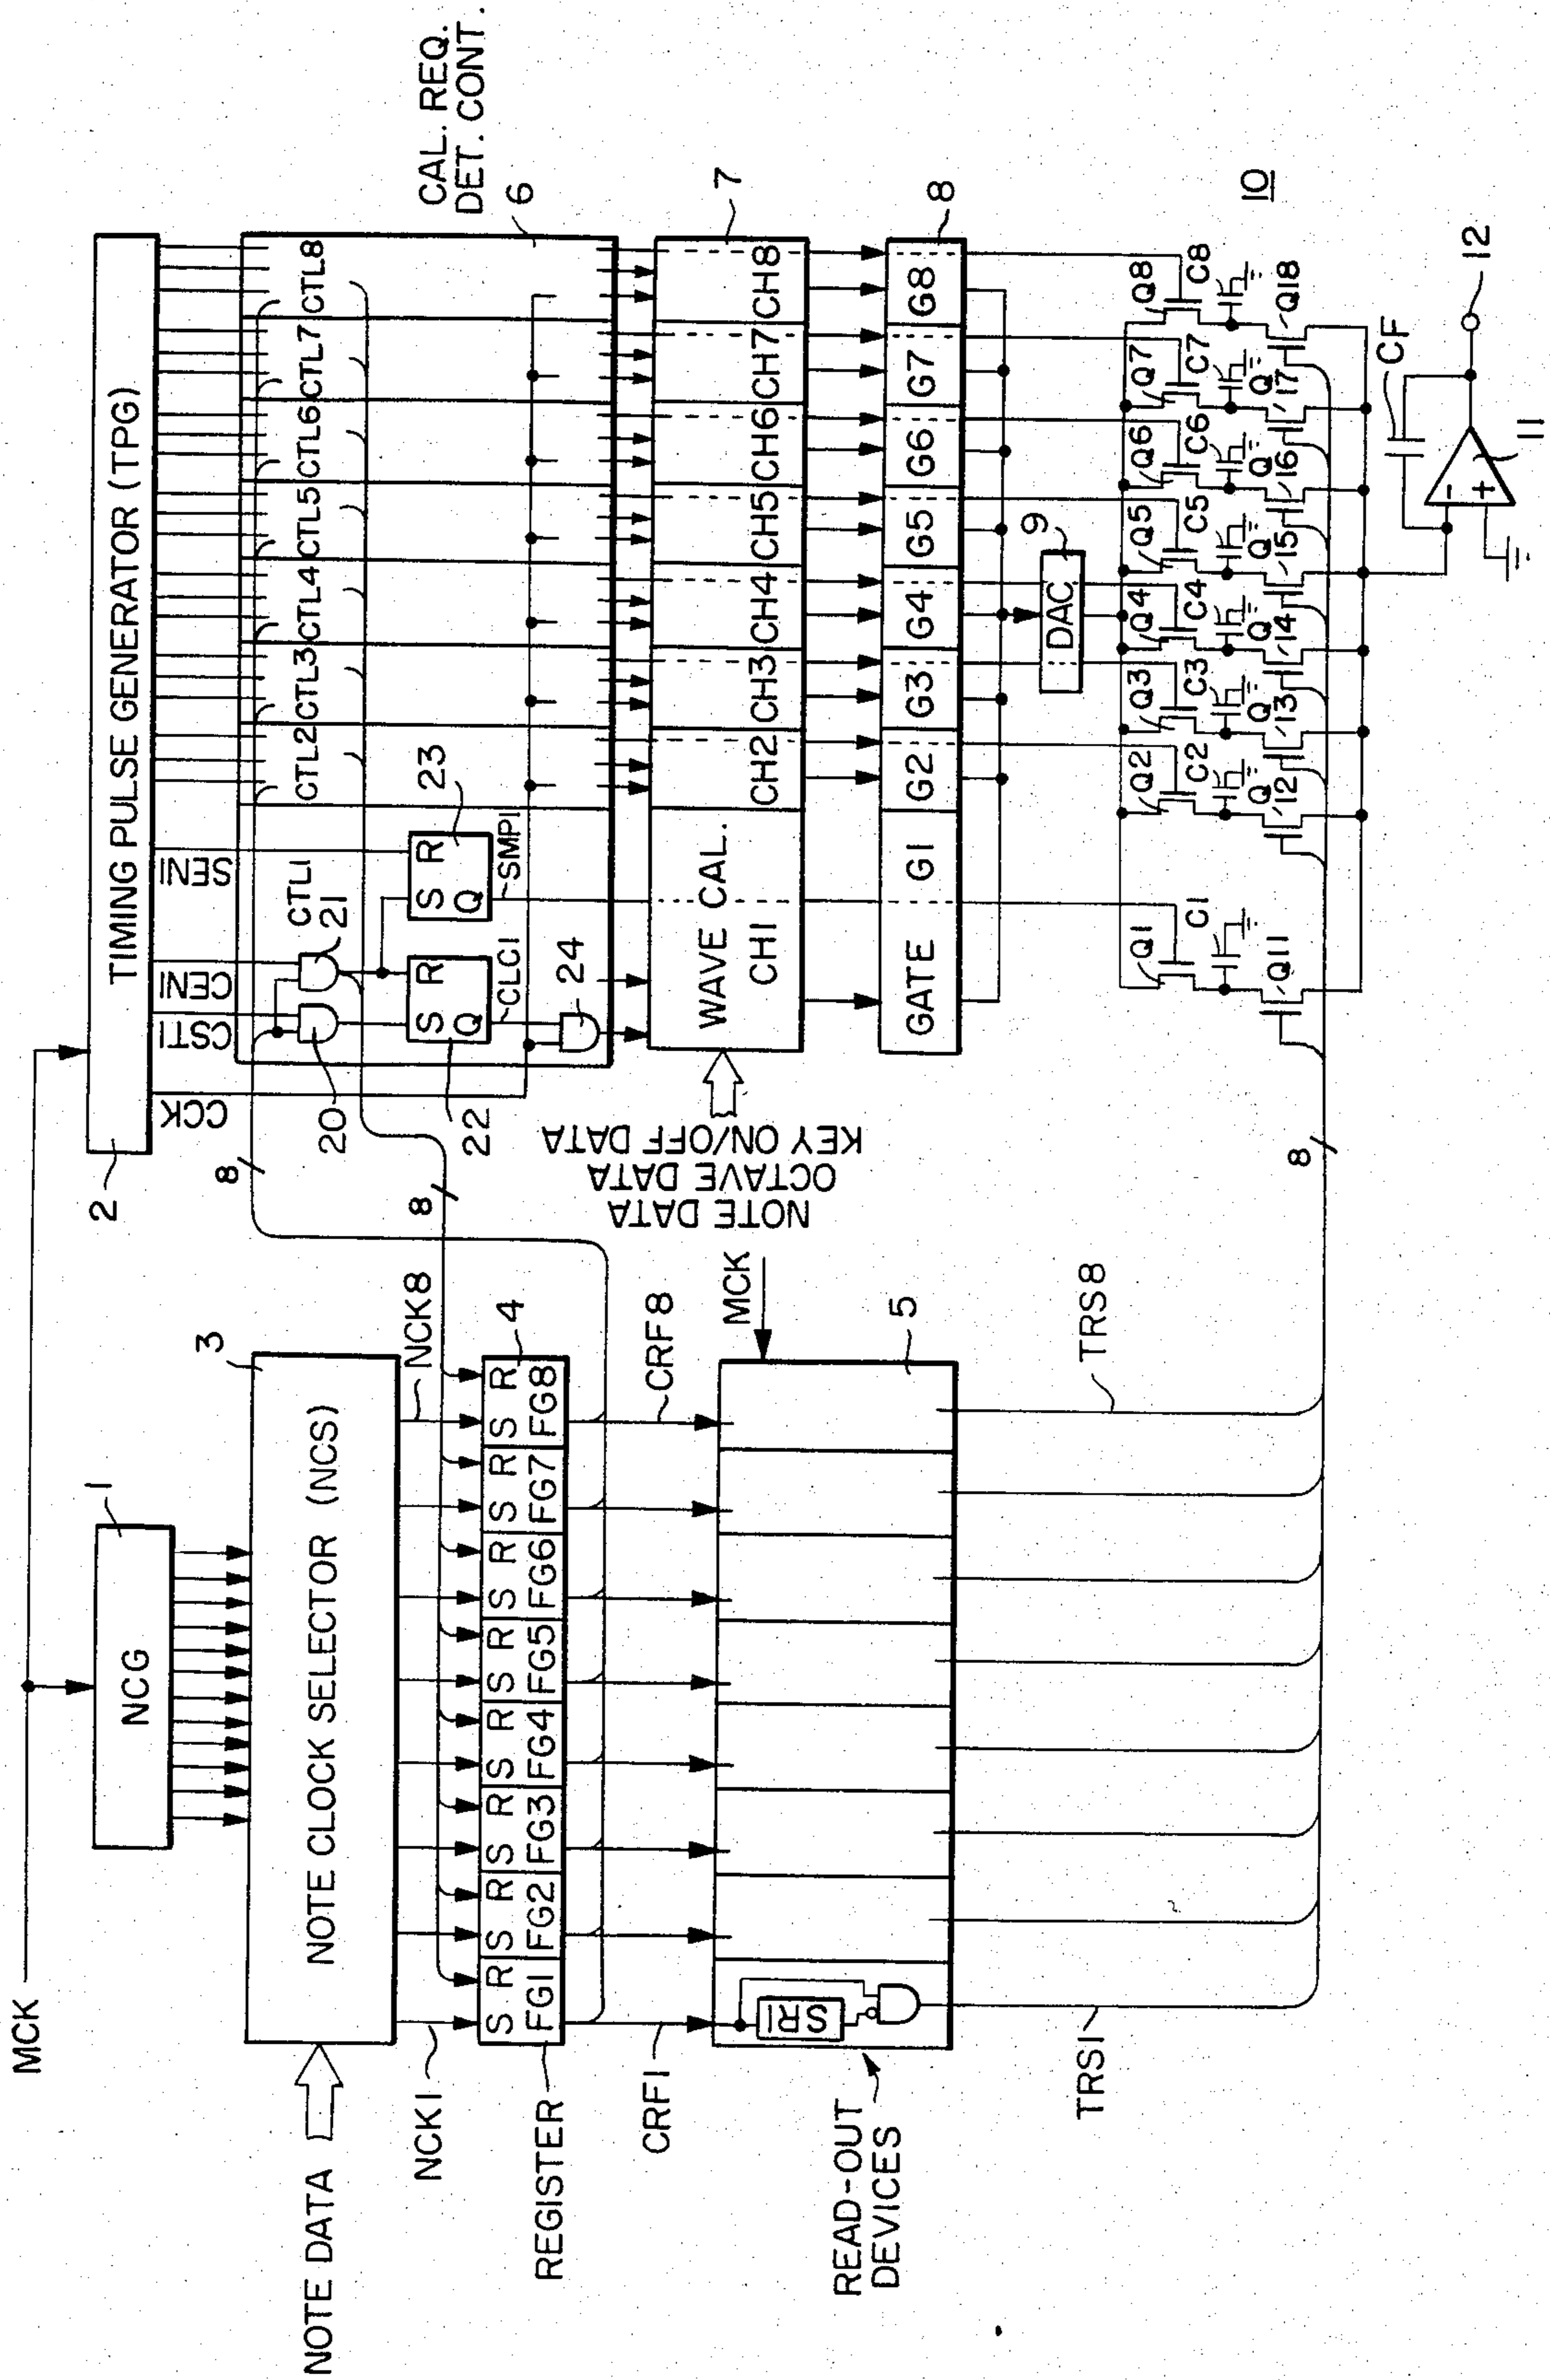 MCK
1
NCG
2
TIMING PULSE GENERATOR (TPG)
3
NOTE CLOCK SELECTOR (NCS)
NOTE DATA
CCK
CST1
CEN1
SEN1
8
20
CTL1
21
CTL2
CTL3
CTL4
CTL5
CTL6
CTL7
CTL8
CAL. REQ.
DET. CONT.
6
S R
Q
22
CLC1
S R
Q
23
SMP1
24
8
NCK1
NCK8
REGISTER
4
S R
FG1
S R
FG2
S R
FG3
S R
FG4
S R
FG5
S R
FG6
S R
FG7
S R
FG8
CRF1
CRF8
NOTE DATA
OCTAVE DATA
KEY ON/OFF DATA
WAVE CAL.
CH1
CH2
CH3
CH4
CH5
CH6
CH7
CH8
7
MCK
5
READ-OUT
DEVICES
SR1
GATE G1
G2
G3
G4
G5
G6
G7
G8
8
DAC
9
TRS1
TRS8
8
10
Q1
Q2
Q3
Q4
Q5
Q6
Q7
Q8
C1
C2
C3
C4
C5
C6
C7
C8
Q11
Q12
Q13
Q14
Q15
Q16
Q17
Q18
CF
-
+
11
12